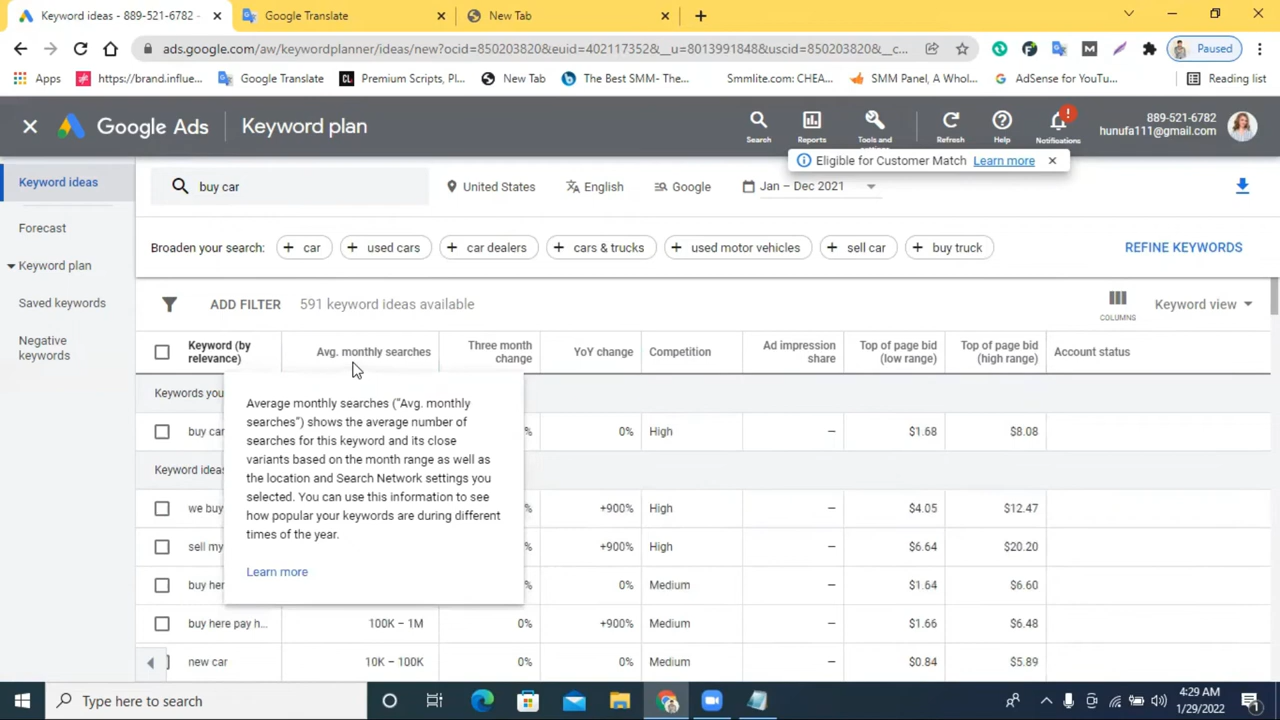 Keyword ideas - 889-521-6782 -
Google Translate
New Tab
ads.google.com/aw/keywordplanner/ideas/new?ocid=850203820&euid=402117352&__u=8013991848&uscid=850203820&__c...
Paused
Apps
https://brand.influe...
Google Translate
CL
Premium Scripts, Pl...
New Tab
The Best SMM- The...
Smmlite.com: CHEA...
SMM Panel, A Whol...
AdSense for YouTu...
Reading list
Google Ads
Keyword plan
Search
Reports
Tools and
Refresh
Help
Notifications
889-521-6782
hunufa111@gmail.com
Eligible for Customer Match Learn more
Keyword ideas
Forecast
Keyword plan
Saved keywords
Negative
keywords
buy car
United States
English
Google
Jan – Dec 2021
Broaden your search:
+ car
+ used cars
+ car dealers
+ cars & trucks
+ used motor vehicles
+ sell car
+ buy truck
REFINE KEYWORDS
ADD FILTER
591 keyword ideas available
COLUMNS
Keyword view
Keyword (by
relevance)
Avg. monthly searches
Three month
change
YoY change
Competition
Ad impression
share
Top of page bid
(low range)
Top of page bid
(high range)
Account status
Keywords you
buy car
%
0%
High
–
$1.68
$8.08
Keyword ideas
we buy
%
+900%
High
–
$4.05
$12.47
sell my
%
+900%
High
–
$6.64
$20.20
buy her
%
0%
Medium
–
$1.64
$6.60
buy here pay h...
100K – 1M
0%
+900%
Medium
–
$1.66
$6.48
new car
10K – 100K
0%
0%
Medium
–
$0.84
$5.89
Average monthly searches (“Avg. monthly
searches”) shows the average number of
searches for this keyword and its close
variants based on the month range as well as
the location and Search Network settings you
selected. You can use this information to see
how popular your keywords are during different
times of the year.
Learn more
Type here to search
4:29 AM
1/29/2022
1